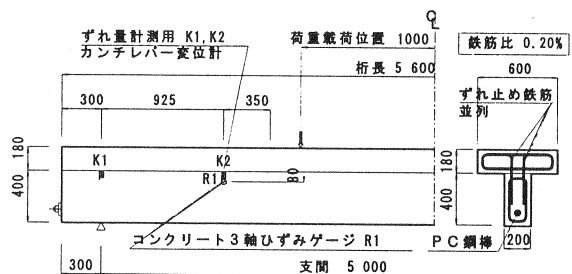 ずれ量計測用 K1,K2
カンチレバー変位計
荷重載荷位置 1000
℄
鉄筋比 0.20%
桁長 5 600
600
300 925 350
ずれ止め鉄筋
並列
180
400
K1
K2
R1
80
180
400
コンクリート3軸ひずみゲージ R1
PC鋼棒
200
300
支間 5 000